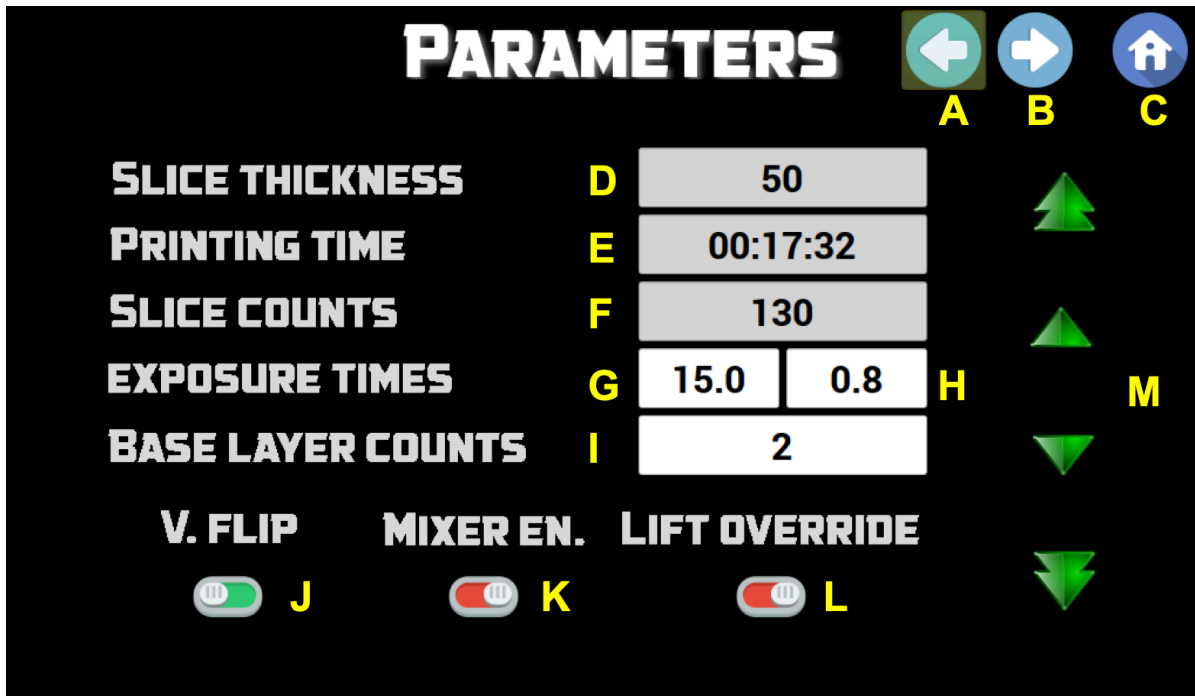 PARAMETERS
A B C
SLICE THICKNESS D 50
PRINTING TIME E 00:17:32
SLICE COUNTS F 130
EXPOSURE TIMES G 15.0 0.8 H
M
BASE LAYER COUNTS I 2
V. FLIP MIXER EN. LIFT OVERRIDE
J K L